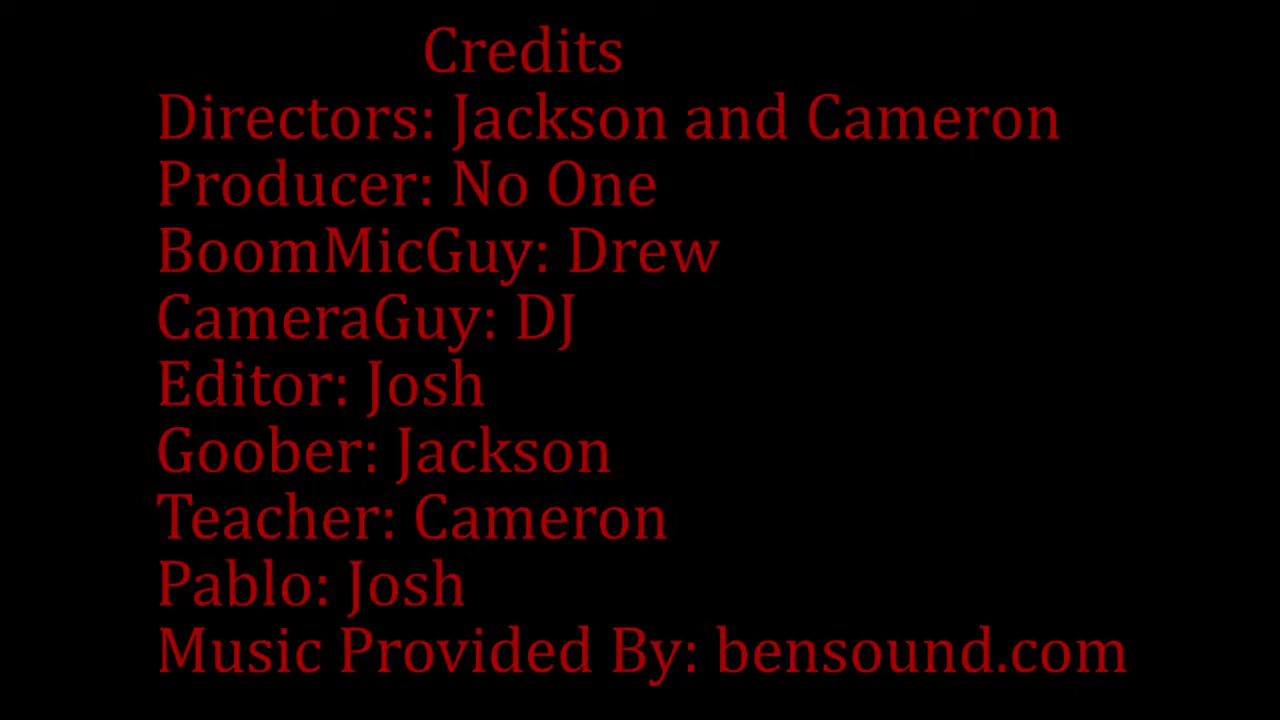 Credits
Directors: Jackson and Cameron
Producer: No One
BoomMicGuy: Drew
CameraGuy: DJ
Editor: Josh
Goober: Jackson
Teacher: Cameron
Pablo: Josh
Music Provided By: bensound.com